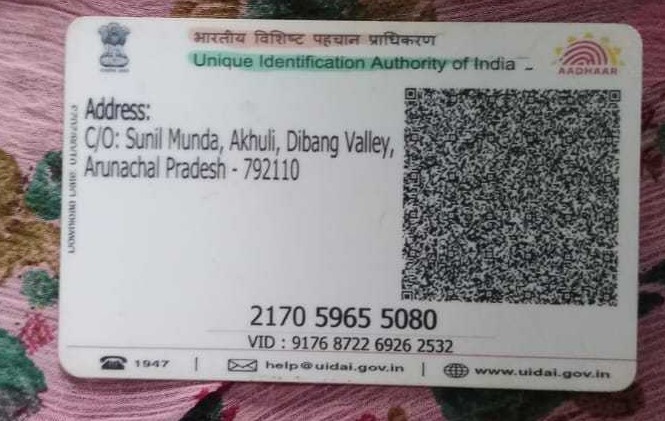 भारतीय विशिष्ट पहचान प्राधिकरण
Unique Identification Authority of India
AADHAAR
Address:
C/O: Sunil Munda, Akhuli, Dibang Valley,
Arunachal Pradesh - 792110
2170 5965 5080
VID : 9176 8722 6926 2532
1947 | help@uidai.gov.in | www.uidai.gov.in